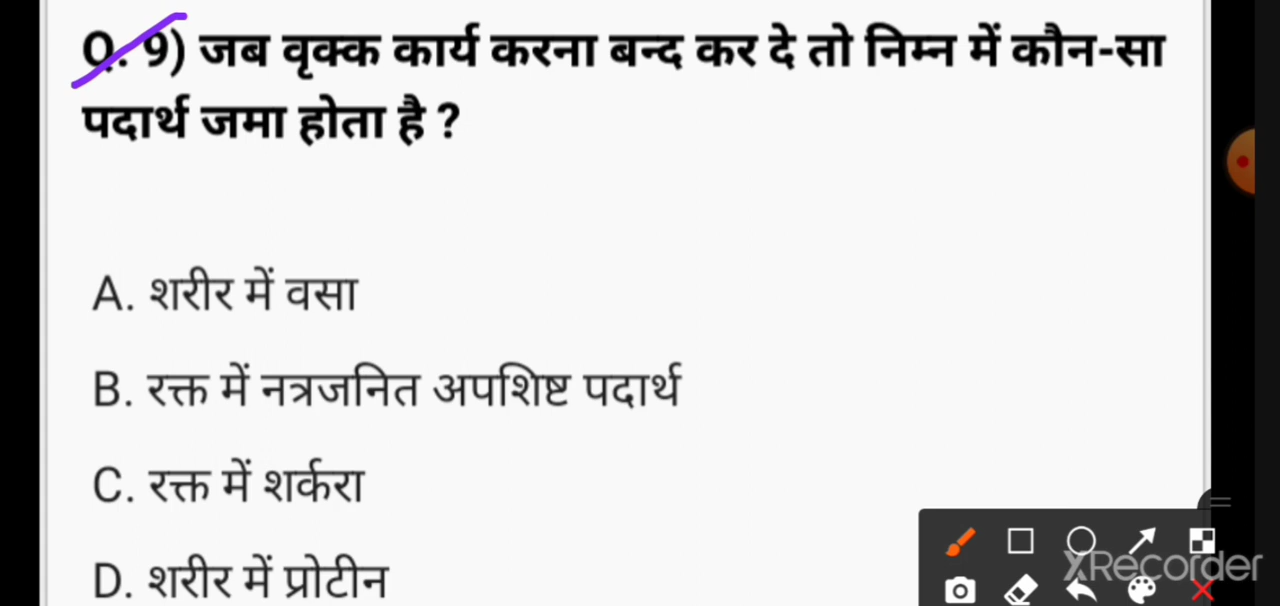 Q. 9) जब वृक्क कार्य करना बन्द कर दे तो निम्न में कौन-सा
पदार्थ जमा होता है ?
A. शरीर में वसा
B. रक्त में नत्रजनित अपशिष्ट पदार्थ
C. रक्त में शर्करा
D. शरीर में प्रोटीन
XRecorder